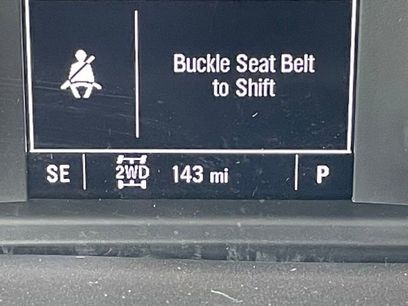 Buckle Seat Belt
to Shift
SE 2WD 143 mi P